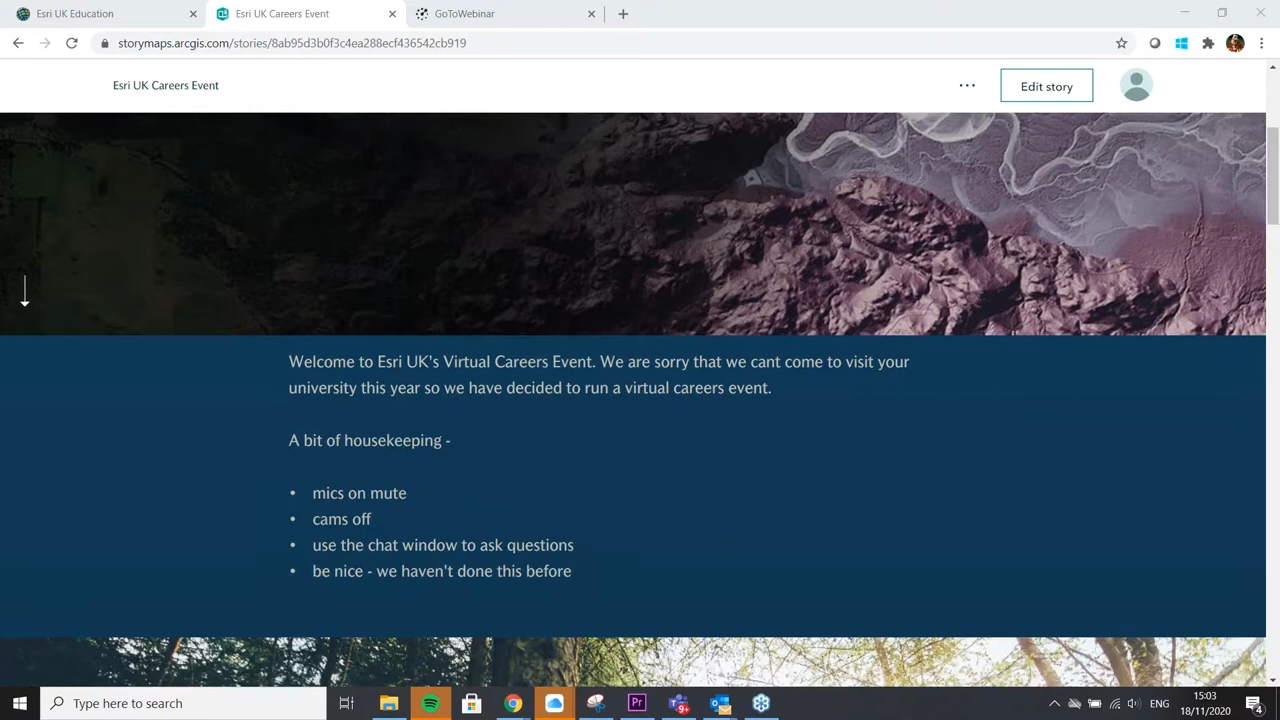 Esri UK Education
Esri UK Careers Event
GoToWebinar
storymaps.arcgis.com/stories/8ab95d3b0f3c4ea288ecf436542cb919
Esri UK Careers Event
Edit story
Welcome to Esri UK's Virtual Careers Event. We are sorry that we cant come to visit your
university this year so we have decided to run a virtual careers event.
A bit of housekeeping -
• mics on mute
• cams off
• use the chat window to ask questions
• be nice - we haven't done this before
Type here to search
Pr
9+
ENG
15:03
18/11/2020
4